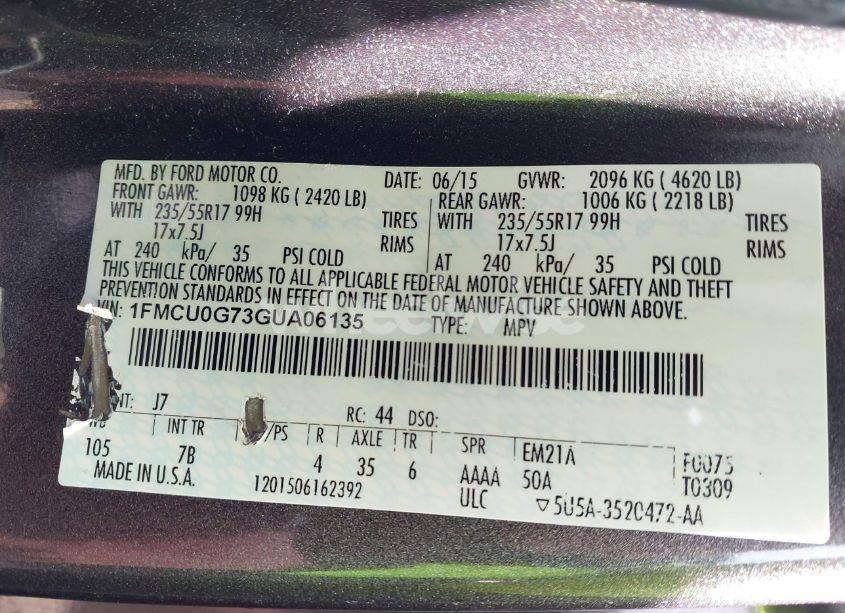 MFD. BY FORD MOTOR CO. DATE: 06/15 GVWR: 2096 KG ( 4620 LB)
FRONT GAWR: 1098 KG ( 2420 LB) REAR GAWR: 1006 KG ( 2218 LB)
WITH 235/55R17 99H TIRES WITH 235/55R17 99H TIRES
17x7.5J RIMS 17x7.5J RIMS
AT 240 kPa/ 35 PSI COLD AT 240 kPa/ 35 PSI COLD
THIS VEHICLE CONFORMS TO ALL APPLICABLE FEDERAL MOTOR VEHICLE SAFETY AND THEFT
PREVENTION STANDARDS IN EFFECT ON THE DATE OF MANUFACTURE SHOWN ABOVE.
VIN: 1FMCU0G73GUA06135 TYPE: MPV
J7 RC: 44 DSO:
INT TR /PS R AXLE TR SPR EM21A F0075
105 7B 4 35 6 AAAA 50A T0309
MADE IN U.S.A. 1201506162392 ULC ▽5U5A-3520472-AA